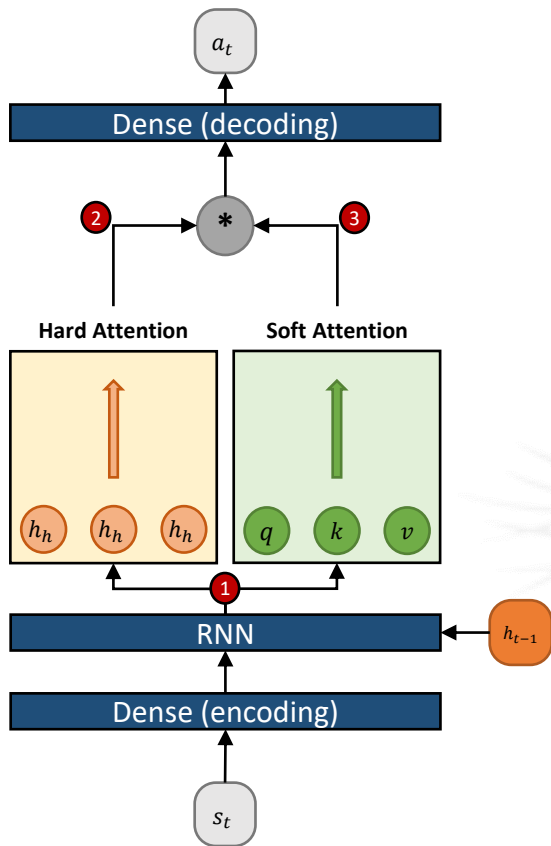 a_t
Dense (decoding)
2
*
3
Hard Attention
Soft Attention
h_h h_h h_h
q k v
1
RNN
h_{t−1}
Dense (encoding)
s_t